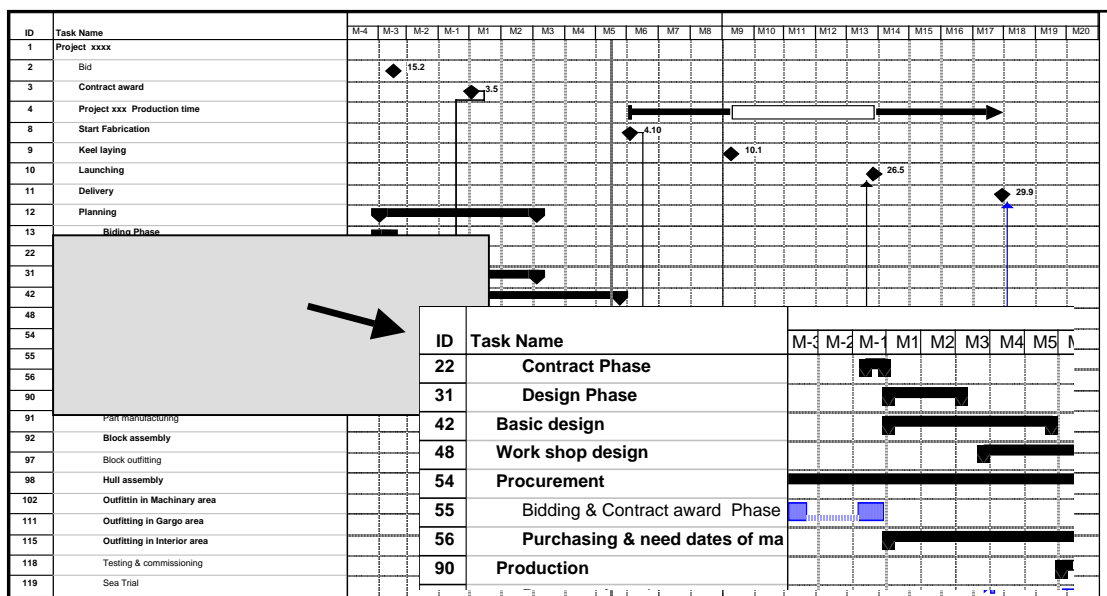 ID Task Name M-4 M-3 M-2 M-1 M1 M2 M3 M4 M5 M6 M7 M8 M9 M10 M11 M12 M13 M14 M15 M16 M17 M18 M19 M20
1 Project xxxx
2 Bid 15.2
3 Contract award 3.5
4 Project xxx Production time
8 Start Fabrication 4.10
9 Keel laying 10.1
10 Launching 26.5
11 Delivery 29.9
12 Planning
13 Biding Phase
22
31
42
48
54
55
56
90
91 Part manufacturing
92 Block assembly
97 Block outfitting
98 Hull assembly
102 Outfittin in Machinary area
111 Outfitting in Gargo area
115 Outfitting in Interior area
118 Testing & commissioning
119 Sea Trial
ID Task Name M-3 M-2 M-1 M1 M2 M3 M4 M5
22 Contract Phase
31 Design Phase
42 Basic design
48 Work shop design
54 Procurement
55 Bidding & Contract award Phase
56 Purchasing & need dates of ma
90 Production